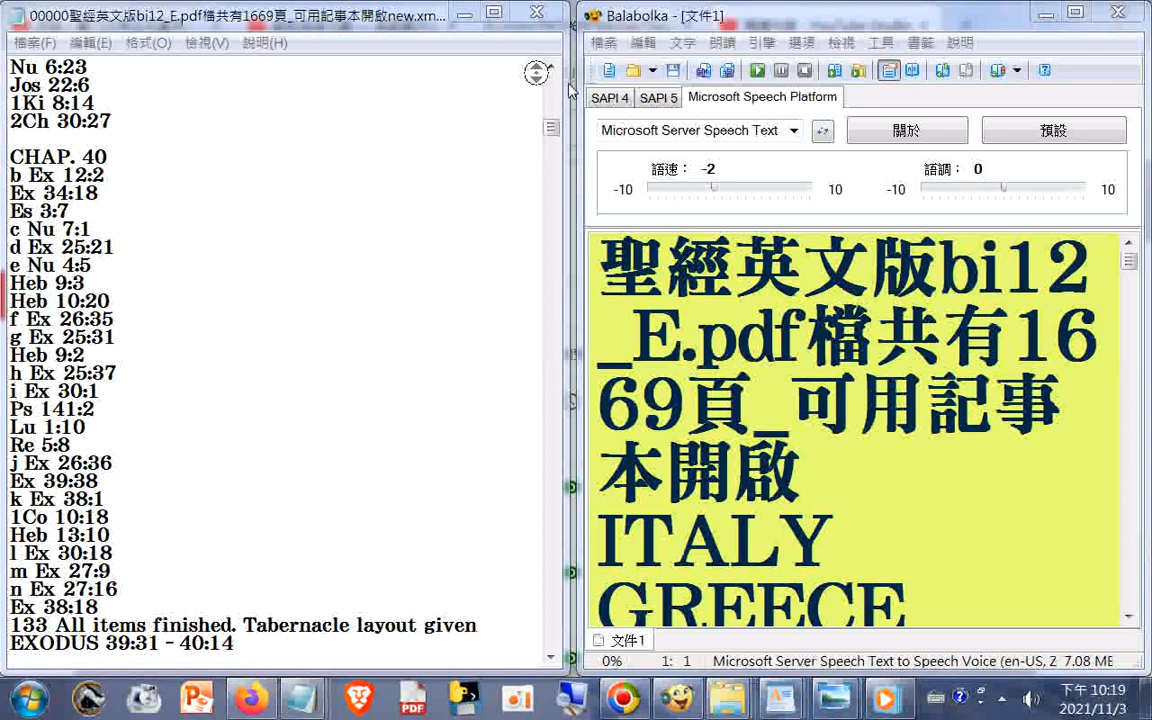 00000聖經英文版bi12_E.pdf檔共有1669頁_可用記事本開啟new.xm...
檔案(F) 編輯(E) 格式(O) 檢視(V) 說明(H)
Nu 6:23
Jos 22:6
1Ki 8:14
2Ch 30:27
CHAP. 40
b Ex 12:2
Ex 34:18
Es 3:7
c Nu 7:1
d Ex 25:21
e Nu 4:5
Heb 9:3
Heb 10:20
f Ex 26:35
g Ex 25:31
Heb 9:2
h Ex 25:37
i Ex 30:1
Ps 141:2
Lu 1:10
Re 5:8
j Ex 26:36
Ex 39:38
k Ex 38:1
1Co 10:18
Heb 13:10
l Ex 30:18
m Ex 27:9
n Ex 27:16
Ex 38:18
133 All items finished. Tabernacle layout given
EXODUS 39:31 – 40:14
Balabolka - [文件1]
檔案 編輯 文字 朗讀 引擎 選項 檢視 工具 書籤 說明
SAPI 4 SAPI 5 Microsoft Speech Platform
Microsoft Server Speech Text 關於 預設
語速： -2 語調： 0
-10 10 -10 10
聖經英文版bi12
_E.pdf檔共有16
69頁_可用記事
本開啟
ITALY
GREECE
文件1
0% 1: 1 Microsoft Server Speech Text to Speech Voice (en-US, Z 7.08 ME
PDF
下午 10:19
2021/11/3